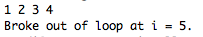 1 2 3 4
Broke out of loop at i = 5.